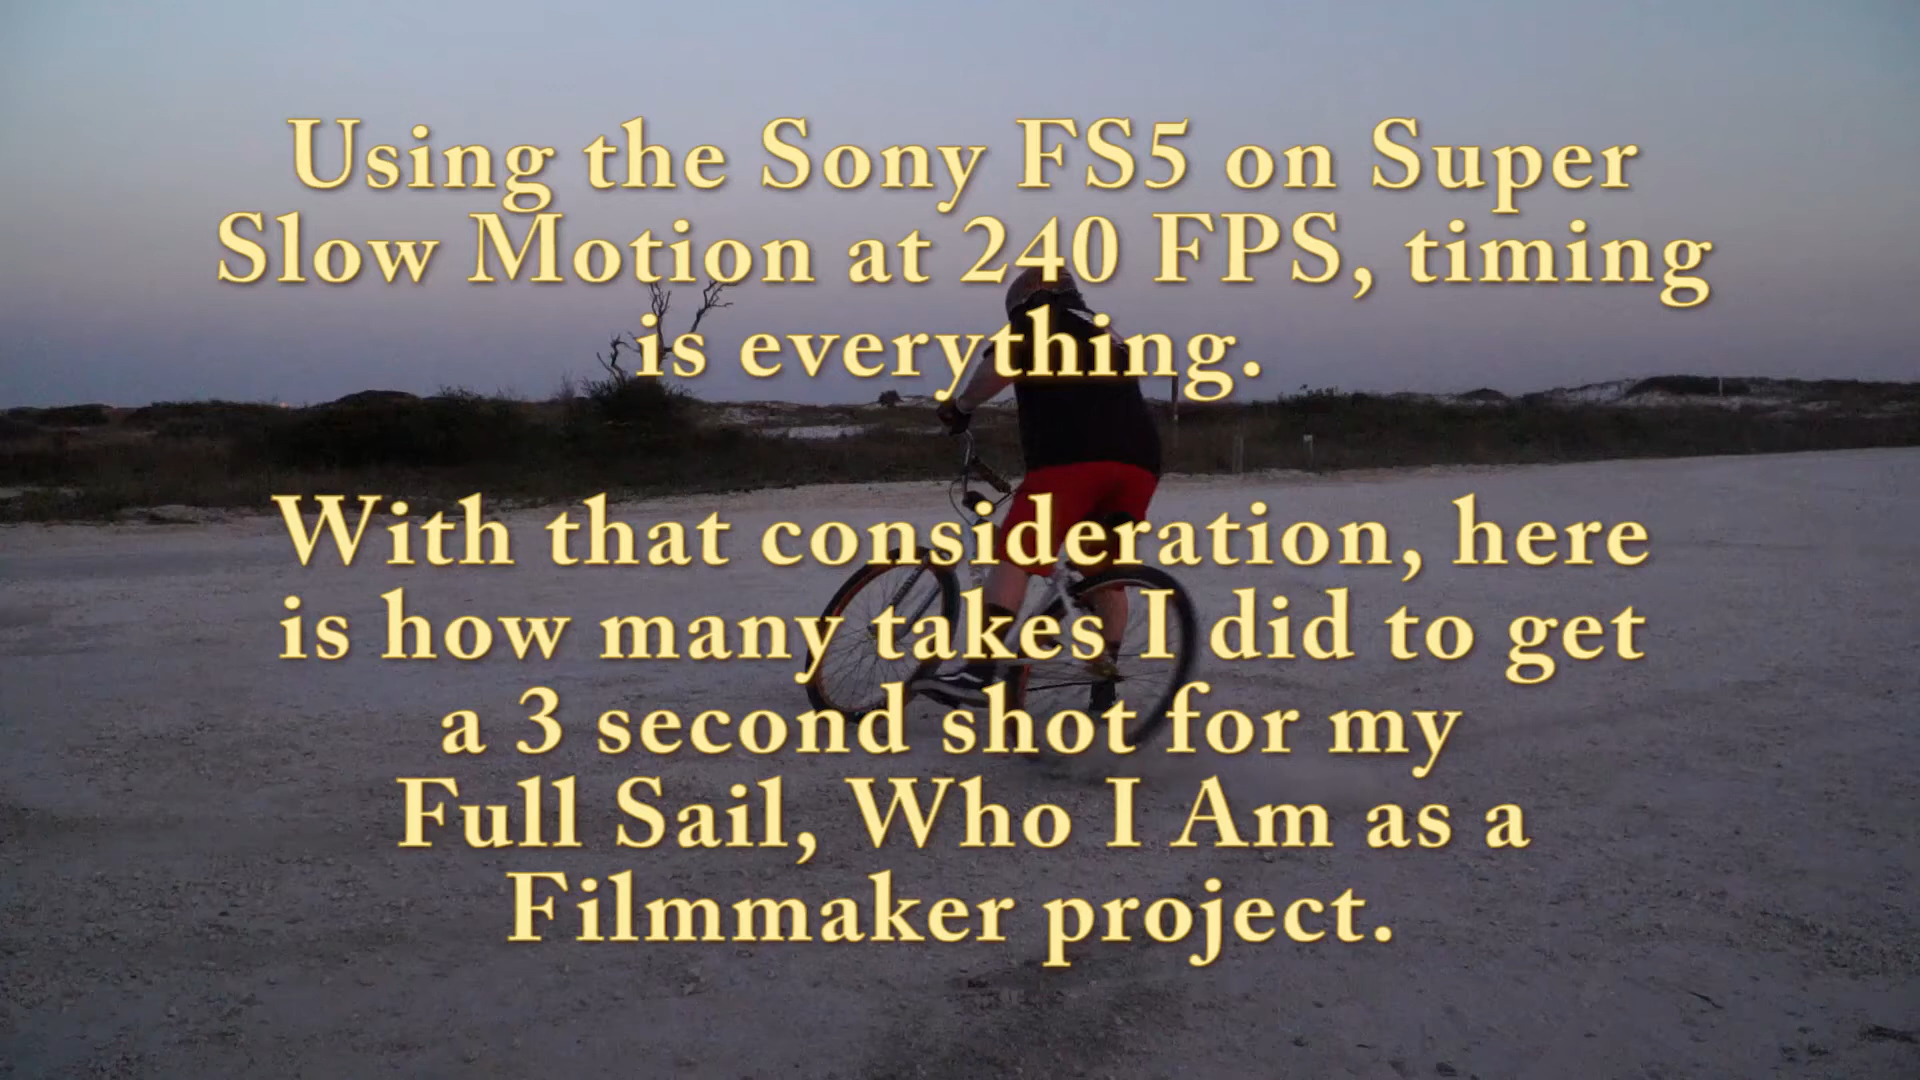 Using the Sony FS5 on Super
Slow Motion at 240 FPS, timing
is everything.
With that consideration, here
is how many takes I did to get
a 3 second shot for my
Full Sail, Who I Am as a
Filmmaker project.